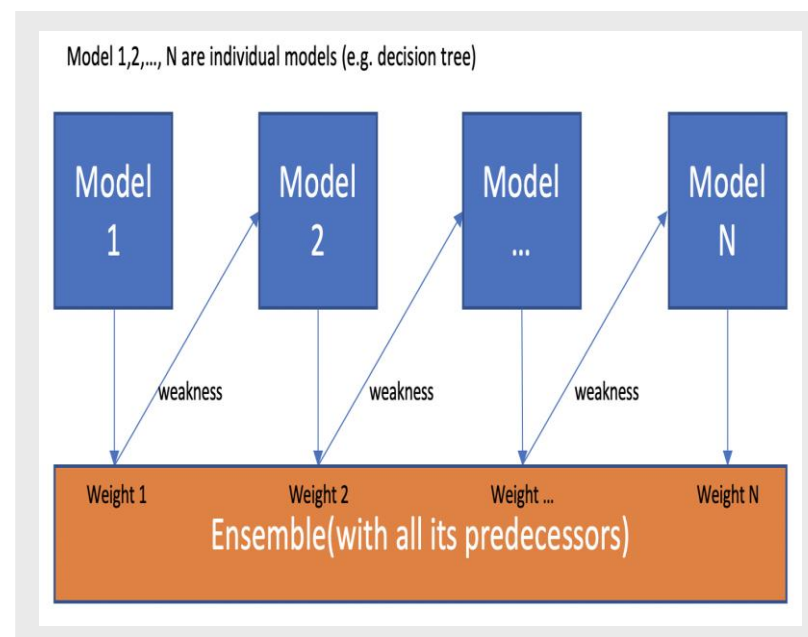 Model 1,2,..., N are individual models (e.g. decision tree)
Model
1
Model
2
Model
...
Model
N
weakness
weakness
weakness
Weight 1
Weight 2
Weight ...
Weight N
Ensemble(with all its predecessors)